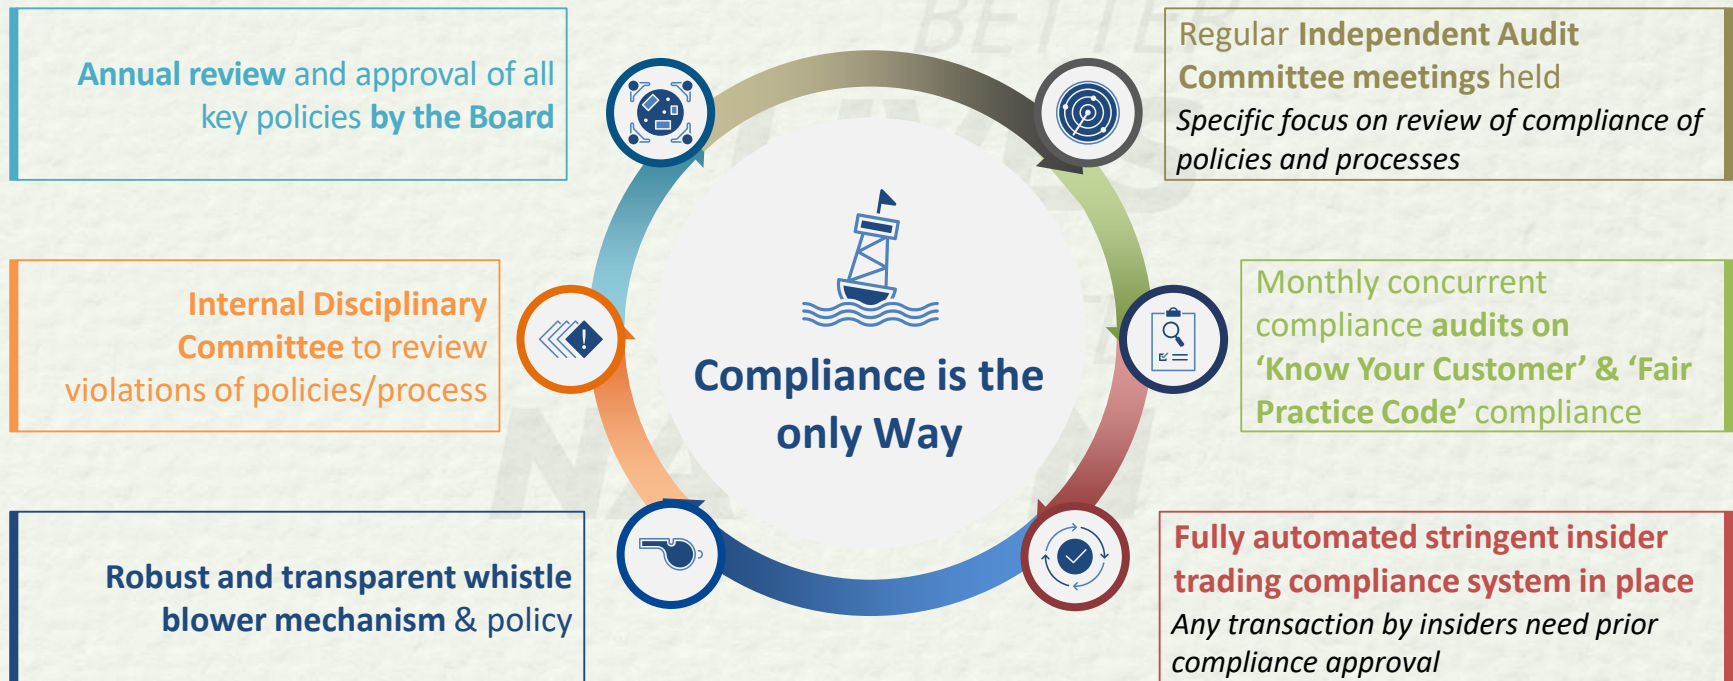 Annual review and approval of all
key policies by the Board
Regular Independent Audit
Committee meetings held
Specific focus on review of compliance of
policies and processes
Internal Disciplinary
Committee to review
violations of policies/process
Compliance is the
only Way
Monthly concurrent
compliance audits on
‘Know Your Customer’ & ‘Fair
Practice Code’ compliance
Robust and transparent whistle
blower mechanism & policy
Fully automated stringent insider
trading compliance system in place
Any transaction by insiders need prior
compliance approval
BETTER